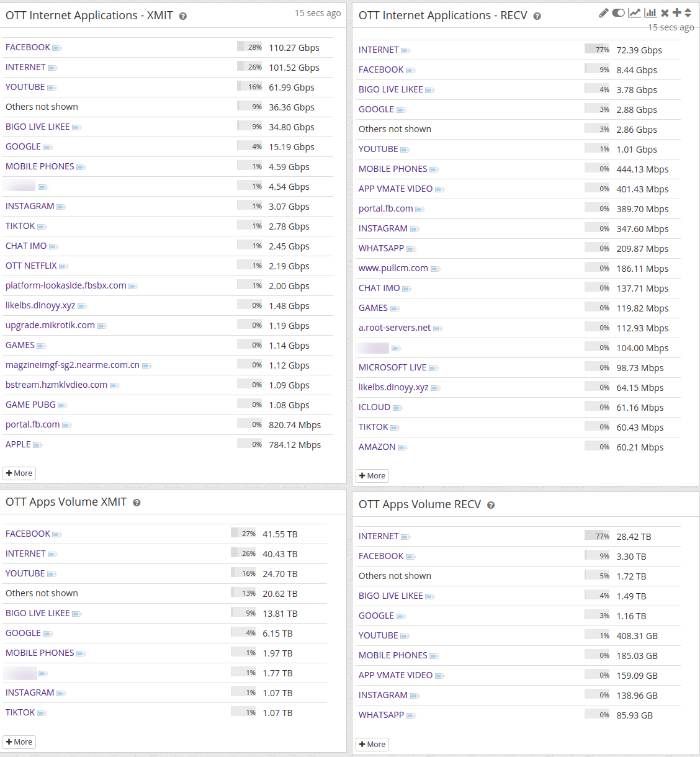 OTT Internet Applications - XMIT
15 secs ago
FACEBOOK 28% 110.27 Gbps
INTERNET 26% 101.52 Gbps
YOUTUBE 16% 61.99 Gbps
Others not shown 9% 36.36 Gbps
BIGO LIVE LIKEE 9% 34.80 Gbps
GOOGLE 4% 15.19 Gbps
MOBILE PHONES 1% 4.59 Gbps
1% 4.54 Gbps
INSTAGRAM 1% 3.07 Gbps
TIKTOK 1% 2.78 Gbps
CHAT IMO 1% 2.45 Gbps
OTT NETFLIX 1% 2.19 Gbps
platform-lookaside.fbsbx.com 1% 2.00 Gbps
likelbs.dinoyy.xyz 0% 1.48 Gbps
upgrade.mikrotik.com 0% 1.19 Gbps
GAMES 0% 1.14 Gbps
magzineimgf-sg2.nearme.com.cn 0% 1.12 Gbps
bstream.hzmklvdieo.com 0% 1.09 Gbps
GAME PUBG 0% 1.08 Gbps
portal.fb.com 0% 820.74 Mbps
APPLE 0% 784.12 Mbps
More
OTT Internet Applications - RECV
15 secs ago
INTERNET 77% 72.39 Gbps
FACEBOOK 9% 8.44 Gbps
BIGO LIVE LIKEE 4% 3.78 Gbps
GOOGLE 3% 2.88 Gbps
Others not shown 3% 2.86 Gbps
YOUTUBE 1% 1.01 Gbps
MOBILE PHONES 0% 444.13 Mbps
APP VMATE VIDEO 0% 401.43 Mbps
portal.fb.com 0% 389.70 Mbps
INSTAGRAM 0% 347.60 Mbps
WHATSAPP 0% 209.87 Mbps
www.pullcm.com 0% 186.11 Mbps
CHAT IMO 0% 137.71 Mbps
GAMES 0% 119.82 Mbps
a.root-servers.net 0% 112.93 Mbps
0% 104.00 Mbps
MICROSOFT LIVE 0% 98.73 Mbps
likelbs.dinoyy.xyz 0% 64.15 Mbps
ICLOUD 0% 61.16 Mbps
TIKTOK 0% 60.43 Mbps
AMAZON 0% 60.21 Mbps
More
OTT Apps Volume XMIT
FACEBOOK 27% 41.55 TB
INTERNET 26% 40.43 TB
YOUTUBE 16% 24.70 TB
Others not shown 13% 20.62 TB
BIGO LIVE LIKEE 9% 13.81 TB
GOOGLE 4% 6.15 TB
MOBILE PHONES 1% 1.97 TB
1% 1.77 TB
INSTAGRAM 1% 1.07 TB
TIKTOK 1% 1.07 TB
More
OTT Apps Volume RECV
INTERNET 77% 28.42 TB
FACEBOOK 9% 3.30 TB
Others not shown 5% 1.72 TB
BIGO LIVE LIKEE 4% 1.49 TB
GOOGLE 3% 1.16 TB
YOUTUBE 1% 408.31 GB
MOBILE PHONES 0% 185.03 GB
APP VMATE VIDEO 0% 159.09 GB
INSTAGRAM 0% 138.96 GB
WHATSAPP 0% 85.93 GB
More